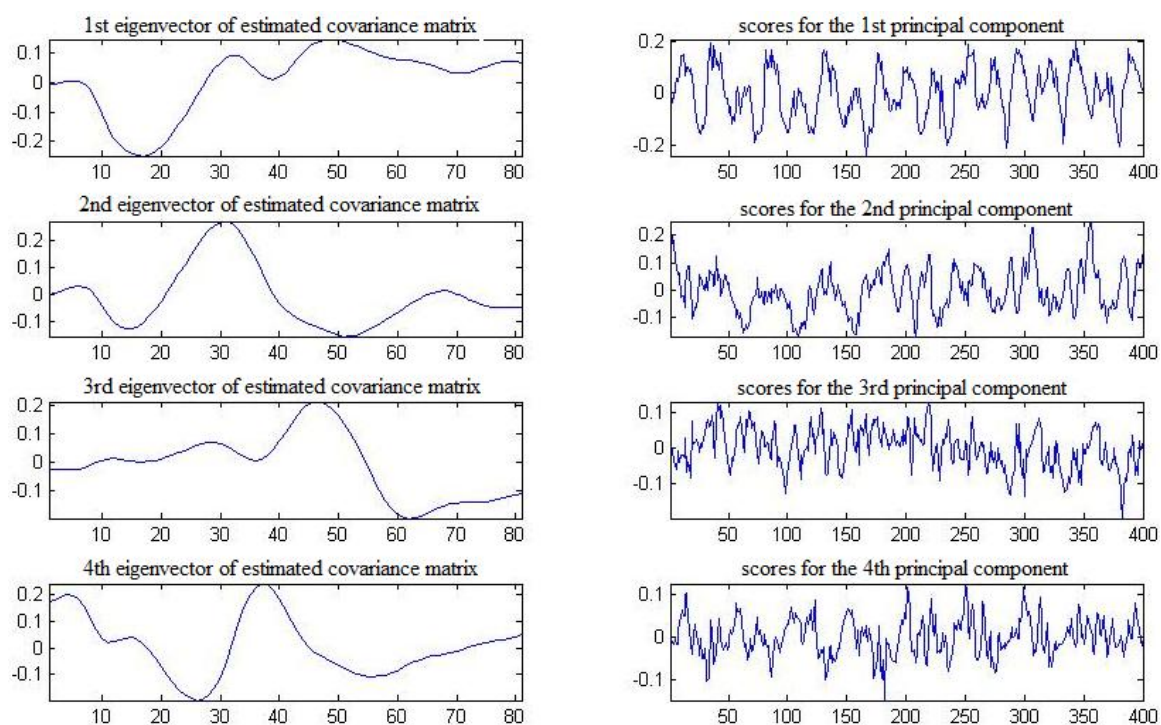 1st eigenvector of estimated covariance matrix
0.1
0
-0.1
-0.2
10 20 30 40 50 60 70 80
scores for the 1st principal component
0.2
0
-0.2
50 100 150 200 250 300 350 400
2nd eigenvector of estimated covariance matrix
0.2
0.1
0
-0.1
10 20 30 40 50 60 70 80
scores for the 2nd principal component
0.2
0.1
0
-0.1
50 100 150 200 250 300 350 400
3rd eigenvector of estimated covariance matrix
0.2
0.1
0
-0.1
10 20 30 40 50 60 70 80
scores for the 3rd principal component
0.1
0
-0.1
50 100 150 200 250 300 350 400
4th eigenvector of estimated covariance matrix
0.2
0.1
0
-0.1
10 20 30 40 50 60 70 80
scores for the 4th principal component
0.1
0
-0.1
50 100 150 200 250 300 350 400